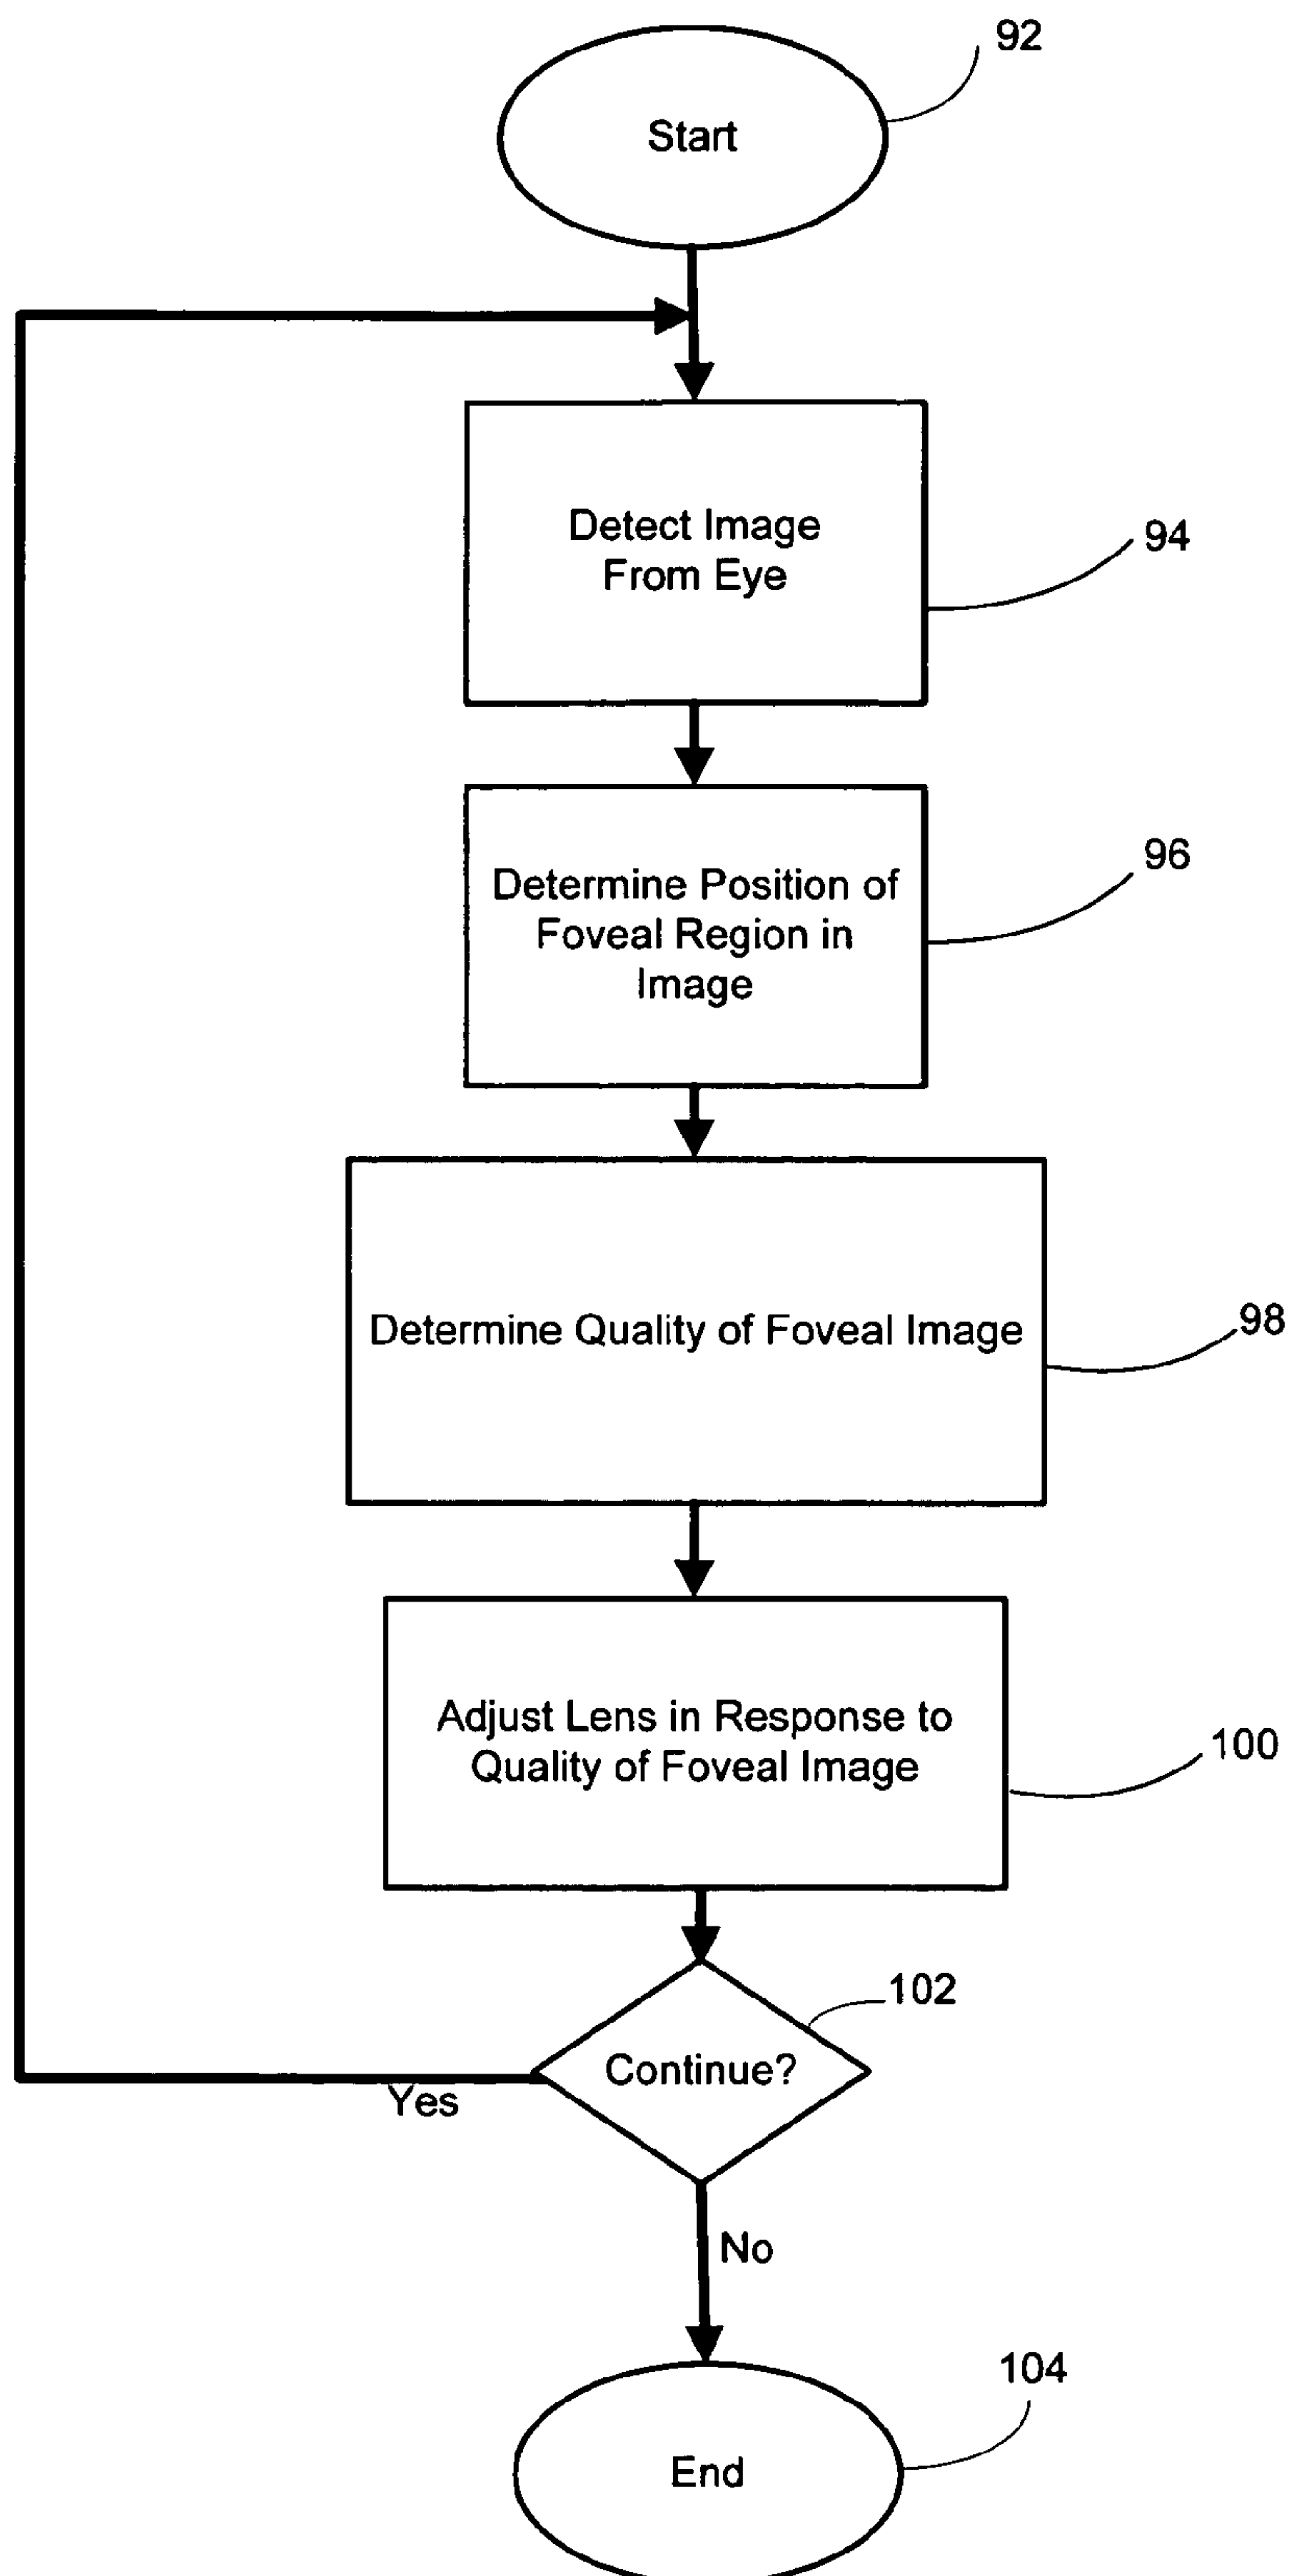 92
Start
Detect Image
From Eye
94
96
Determine Position of
Foveal Region in
Image
Determine Quality of Foveal Image
98
Adjust Lens in Response to
Quality of Foveal Image
100
102
Continue?
Yes
No
104
End